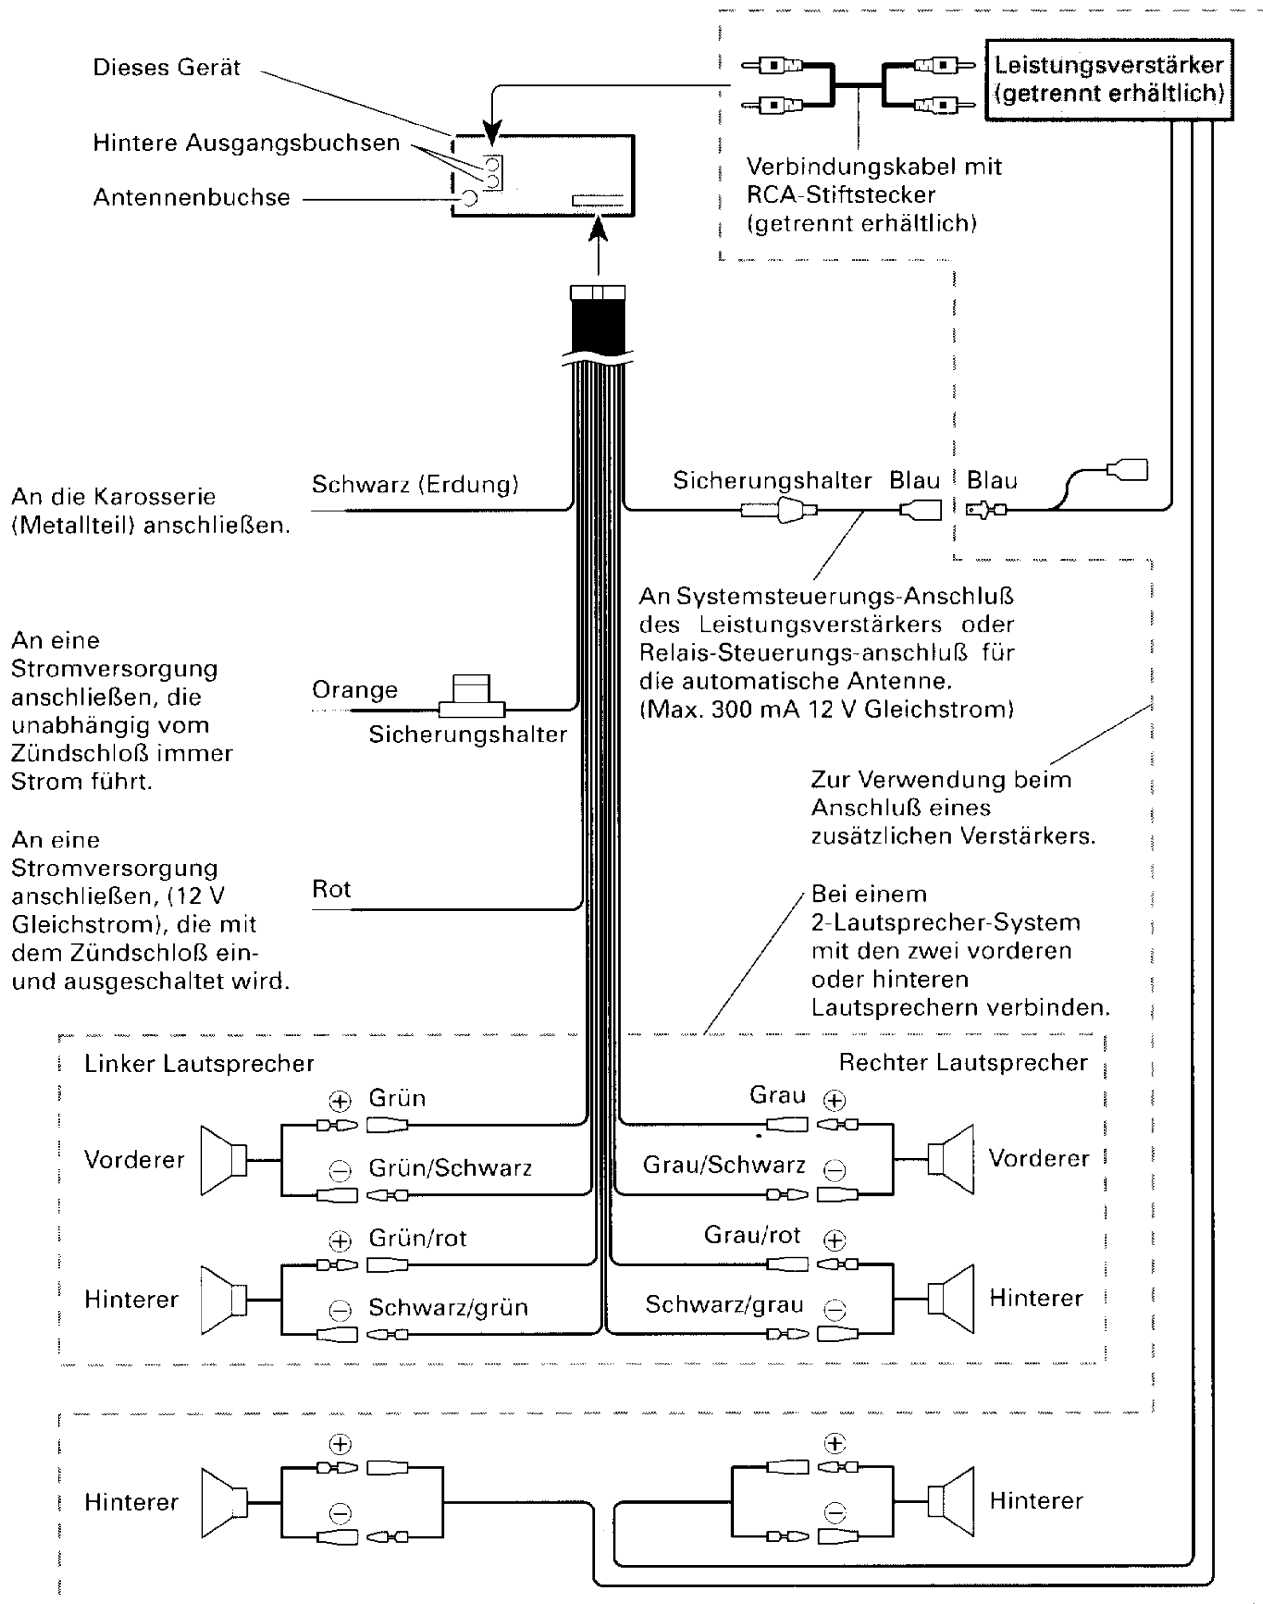 Dieses Gerät
Hintere Ausgangsbuchsen
Antennenbuchse
Leistungsverstärker
(getrennt erhältlich)
Verbindungskabel mit
RCA-Stiftstecker
(getrennt erhältlich)
An die Karosserie
(Metallteil) anschließen.
Schwarz (Erdung)
Sicherungshalter
Blau
Blau
An Systemsteuerungs-Anschluß
des Leistungsverstärkers oder
Relais-Steuerungs-anschluß für
die automatische Antenne.
(Max. 300 mA 12 V Gleichstrom)
An eine
Stromversorgung
anschließen, die
unabhängig vom
Zündschloß immer
Strom führt.
Orange
Sicherungshalter
Zur Verwendung beim
Anschluß eines
zusätzlichen Verstärkers.
An eine
Stromversorgung
anschließen, (12 V
Gleichstrom), die mit
dem Zündschloß ein-
und ausgeschaltet wird.
Rot
Bei einem
2-Lautsprecher-System
mit den zwei vorderen
oder hinteren
Lautsprechern verbinden.
Linker Lautsprecher
Rechter Lautsprecher
⊕ Grün
Grau ⊕
Vorderer
⊖ Grün/Schwarz
Grau/Schwarz ⊖
Vorderer
⊕ Grün/rot
Grau/rot ⊕
Hinterer
⊖ Schwarz/grün
Schwarz/grau ⊖
Hinterer
⊕
⊕
Hinterer
⊖
⊖
Hinterer